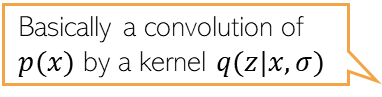 Basically a convolution of
p(x) by a kernel q(z|x, σ)